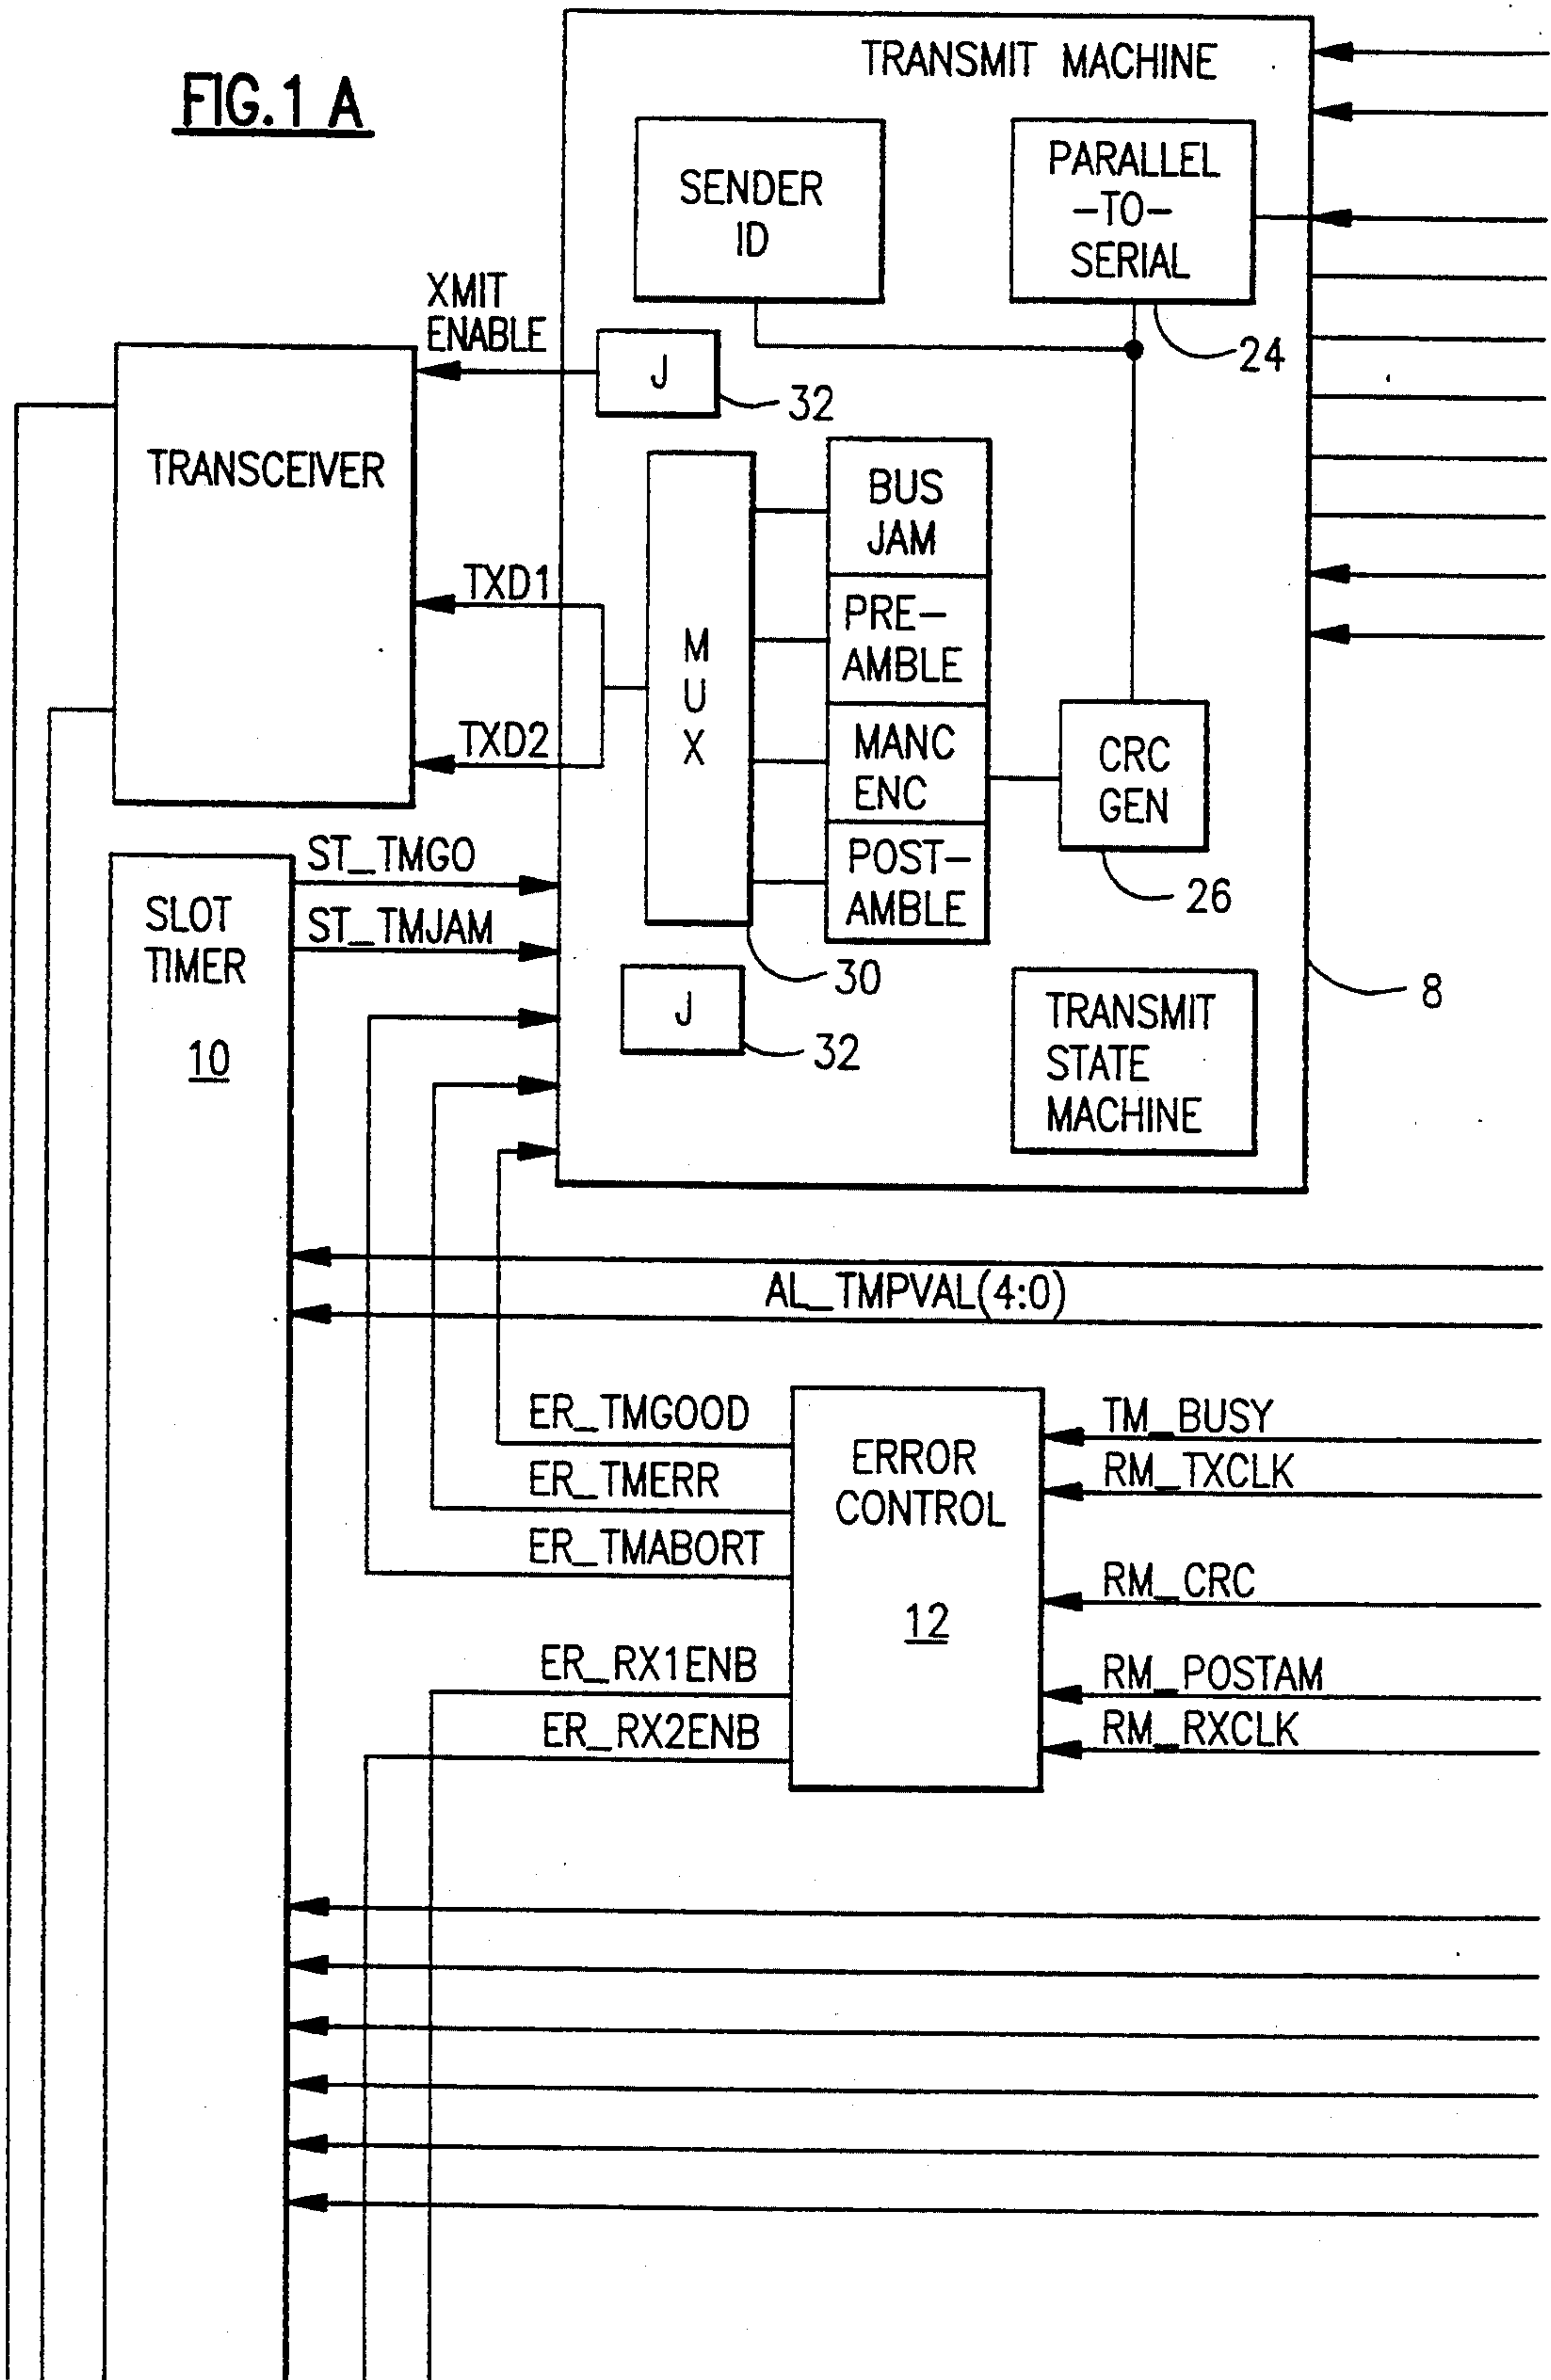 FIG.1 A
TRANSMIT MACHINE
SENDER
ID
PARALLEL
-TO-
SERIAL
24
XMIT
ENABLE
J
32
TRANSCEIVER
TXD1
TXD2
M
U
X
BUS
JAM
PRE-
AMBLE
MANC
ENC
POST-
AMBLE
CRC
GEN
26
30
J
32
TRANSMIT
STATE
MACHINE
8
ST_TMGO
ST_TMJAM
SLOT
TIMER
10
AL_TMPVAL(4:0)
ER_TMGOOD
ER_TMERR
ER_TMABORT
ER_RX1ENB
ER_RX2ENB
ERROR
CONTROL
12
TM_BUSY
RM_TXCLK
RM_CRC
RM_POSTAM
RM_RXCLK